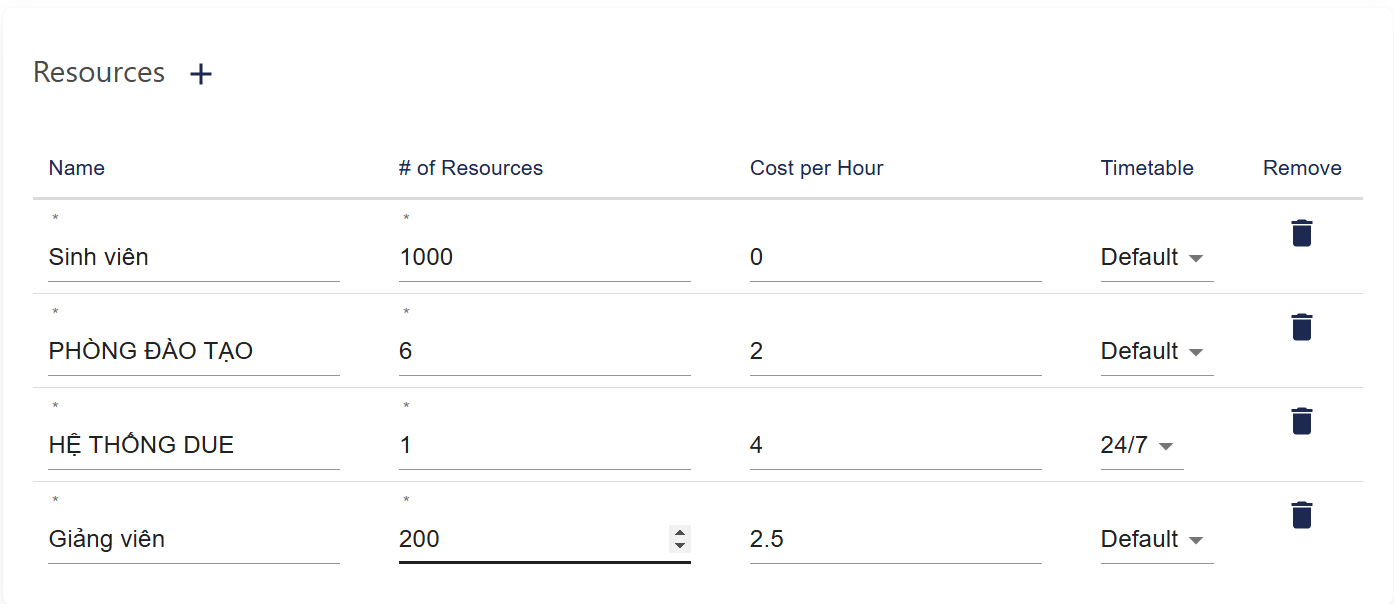 Resources +
Name # of Resources Cost per Hour Timetable Remove
* *
Sinh viên 1000 0 Default
* *
PHÒNG ĐÀO TẠO 6 2 Default
* *
HỆ THỐNG DUE 1 4 24/7
* *
Giảng viên 200 2.5 Default